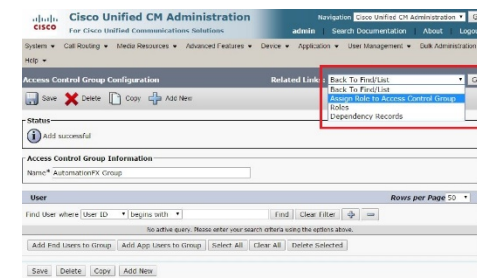 Cisco Unified CM Administration
For Cisco Unified Communications Solutions
Navigation Cisco Unified CM Administration
admin Search Documentation About Logou
System Call Routing Media Resources Advanced Features Device Application User Management Bulk Administration
Help
Access Control Group Configuration
Related Links: Back To Find/List
Back To Find/List
Assign Role to Access Control Group
Roles
Dependency Records
Save Delete Copy Add New
Status
Add successful
Access Control Group Information
Name* AutomationFX Group
User
Rows per Page 50
Find User where User ID begins with Find Clear Filter
No active query. Please enter your search criteria using the options above.
Add End Users to Group Add App Users to Group Select All Clear All Delete Selected
Save Delete Copy Add New